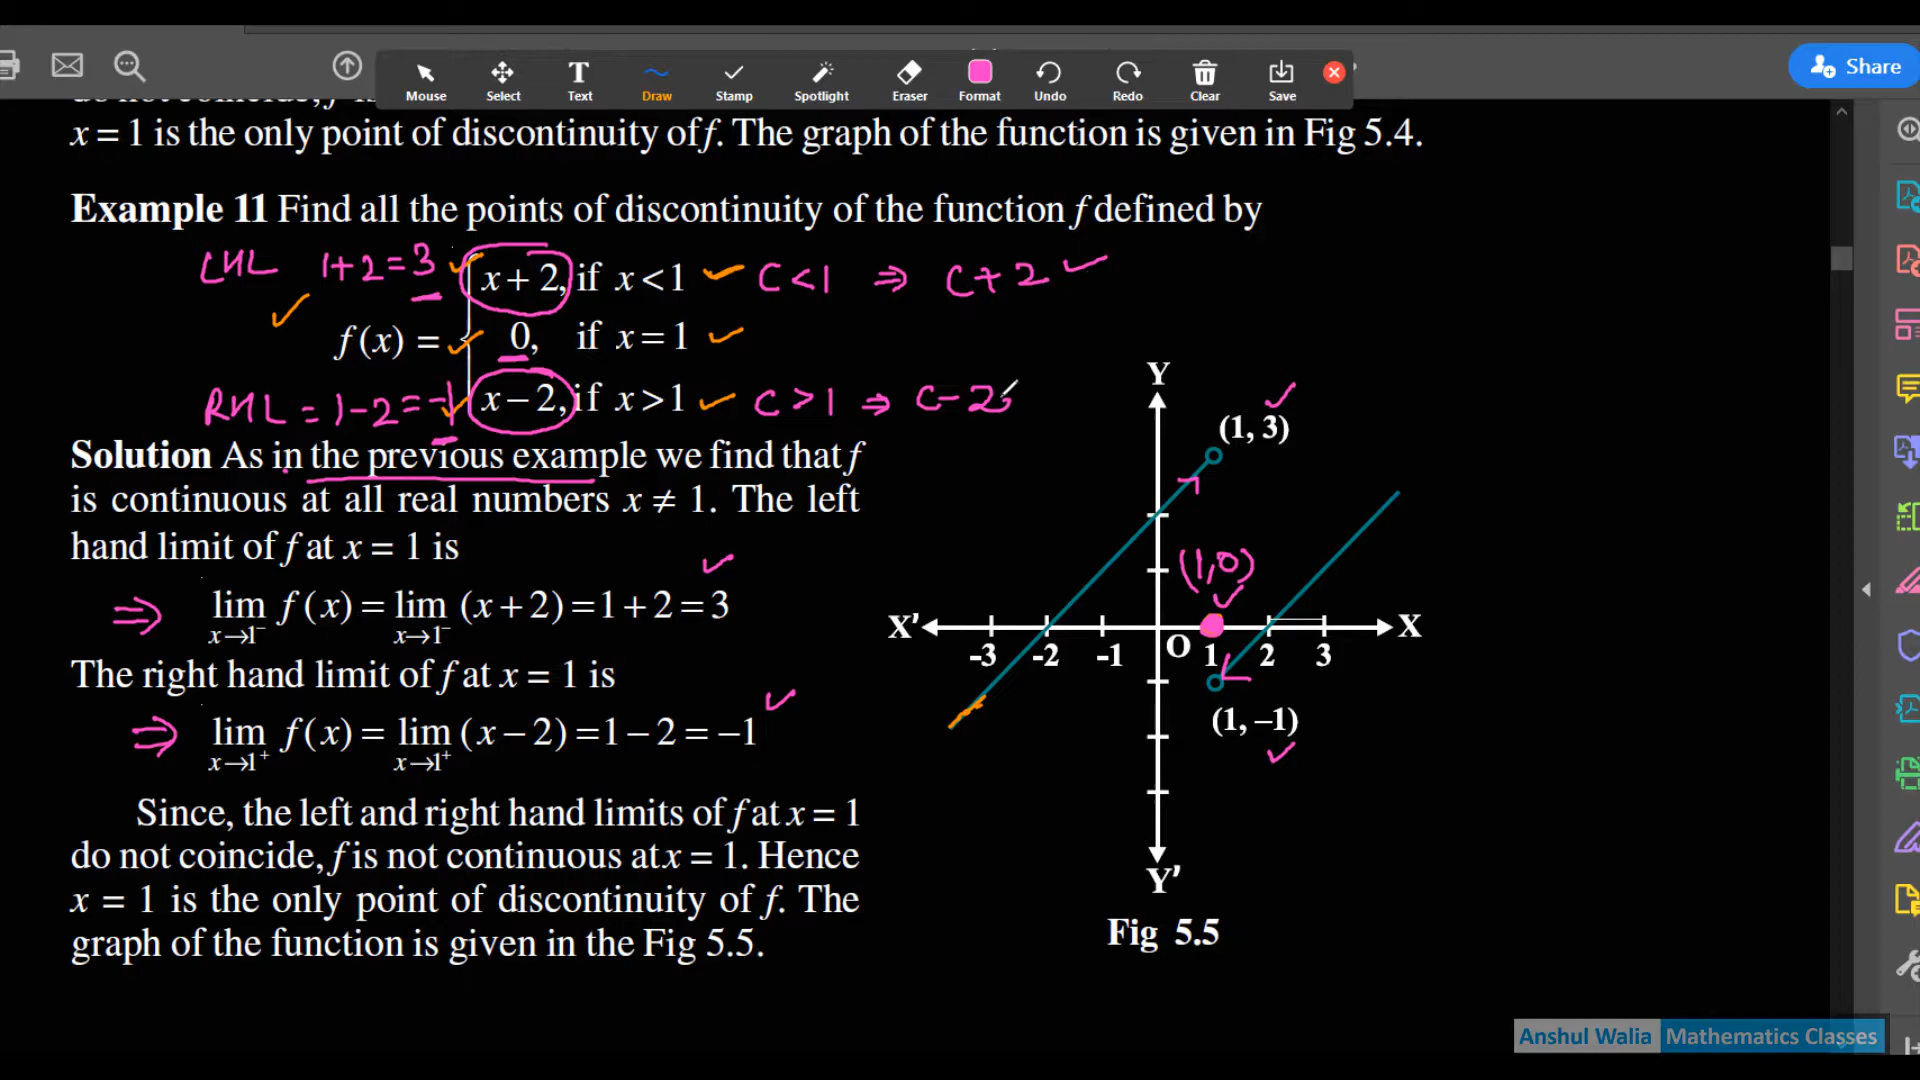 Share
Mouse Select Text Draw Stamp Spotlight Eraser Format Undo Redo Clear Save
x = 1 is the only point of discontinuity of f. The graph of the function is given in Fig 5.4.
Example 11 Find all the points of discontinuity of the function f defined by
LHL 1+2=3 x + 2, if x < 1 C < 1 ⇒ C + 2
f(x) = 0, if x = 1
RHL = 1-2 = -1 x − 2, if x > 1 C > 1 ⇒ C - 2
Solution As in the previous example we find that f
is continuous at all real numbers x ≠ 1. The left
hand limit of f at x = 1 is
⇒ lim x→1⁻ f(x) = lim x→1⁻ (x + 2) = 1 + 2 = 3
The right hand limit of f at x = 1 is
⇒ lim x→1⁺ f(x) = lim x→1⁺ (x − 2) = 1 − 2 = −1
Since, the left and right hand limits of f at x = 1
do not coincide, f is not continuous at x = 1. Hence
x = 1 is the only point of discontinuity of f. The
graph of the function is given in the Fig 5.5.
Y
(1, 3)
(1,0)
X' X
-3 -2 -1 O 1 2 3
(1, –1)
Y'
Fig 5.5
Anshul Walia Mathematics Classes